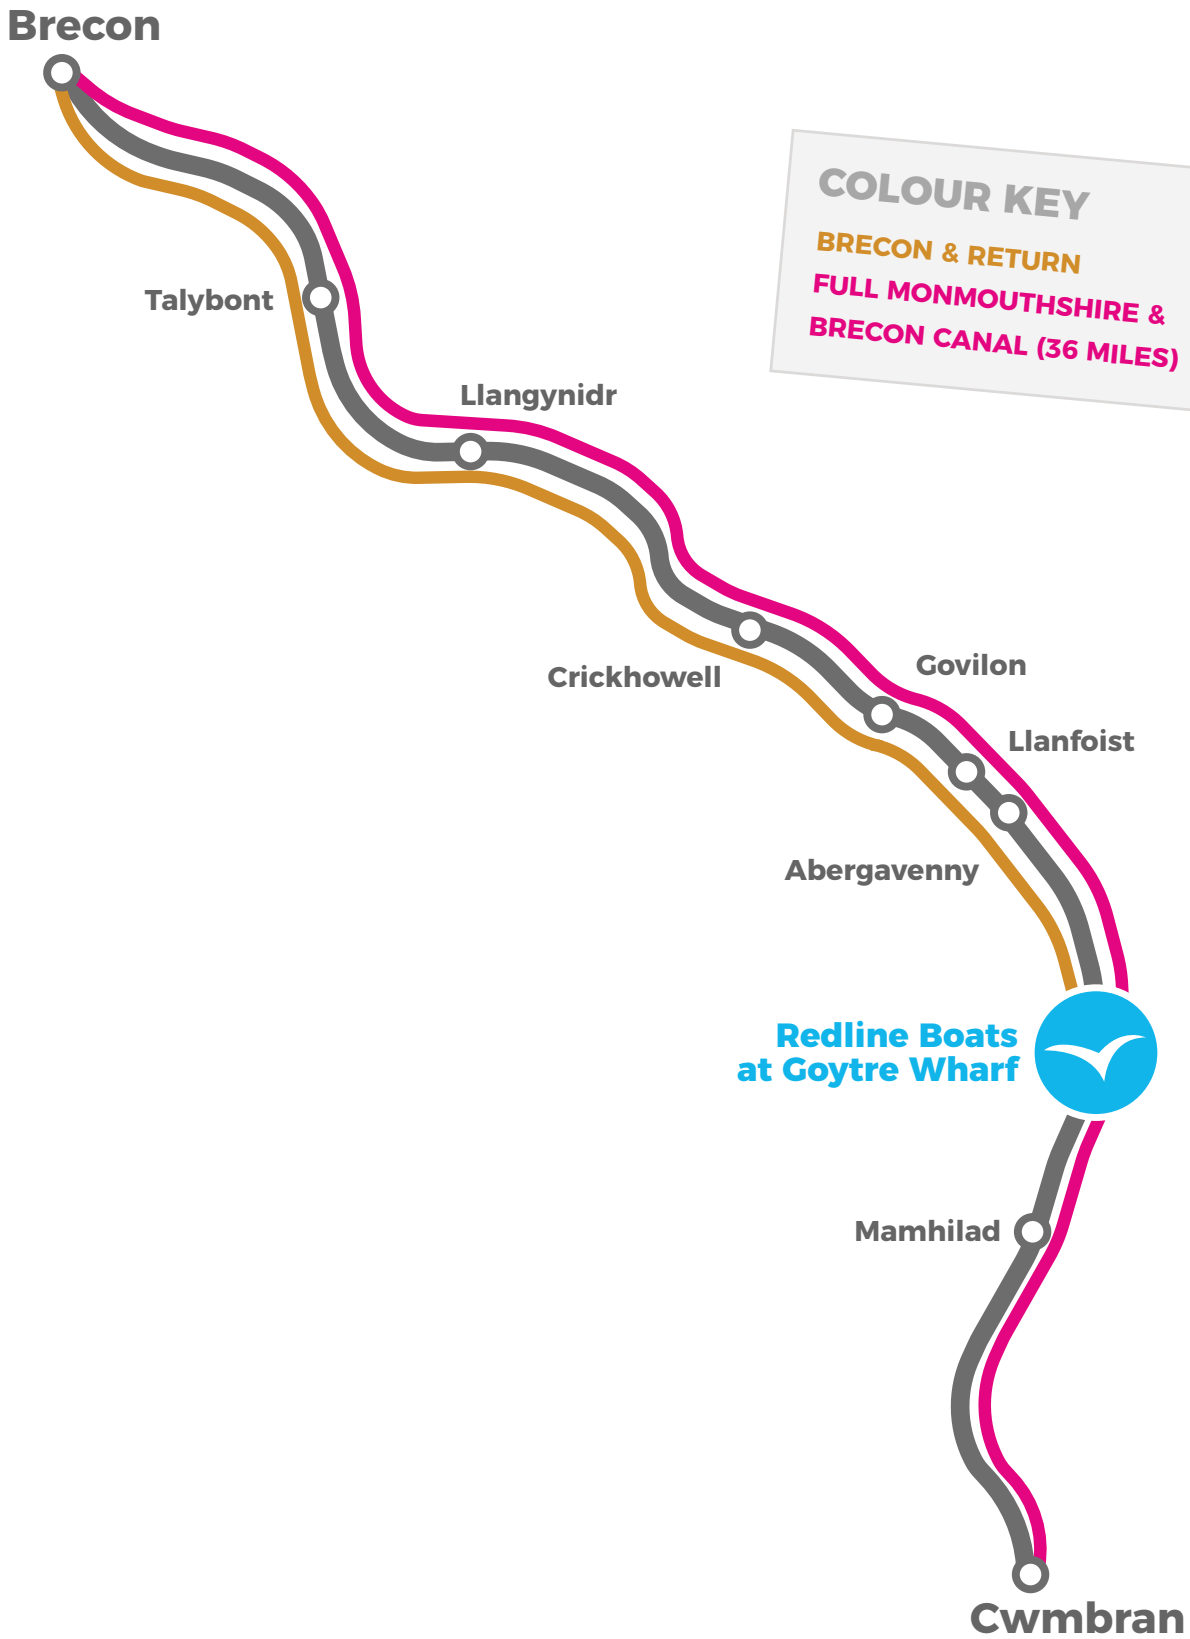 Brecon
COLOUR KEY
BRECON & RETURN
FULL MONMOUTHSHIRE &
BRECON CANAL (36 MILES)
Talybont
Llangynidr
Crickhowell
Govilon
Llanfoist
Abergavenny
Redline Boats
at Goytre Wharf
Mamhilad
Cwmbran